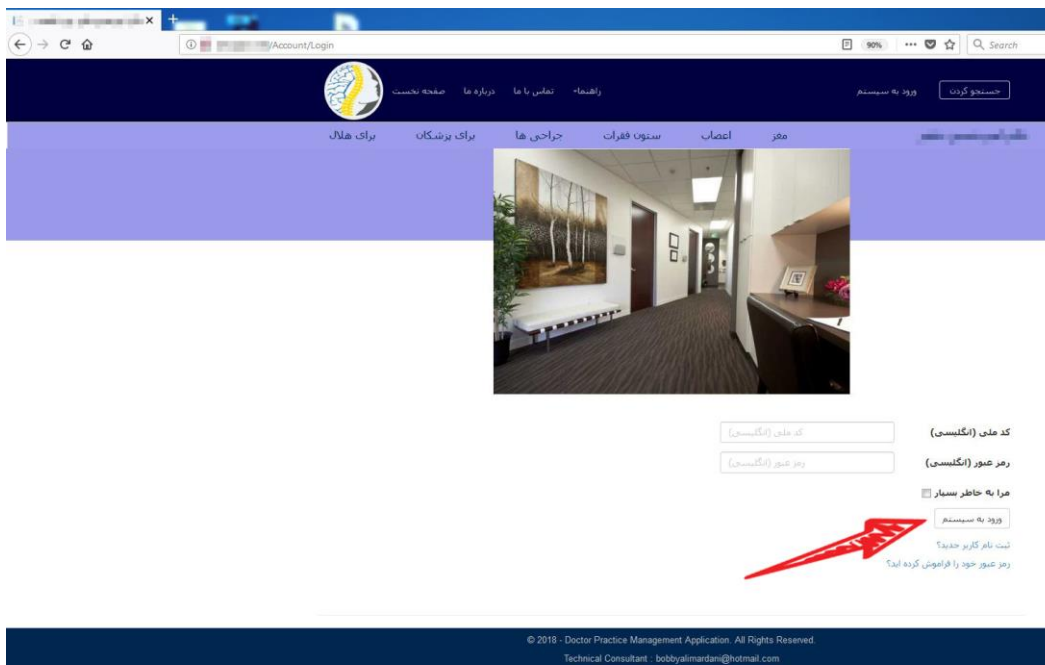 /Account/Login
90%
Search
صفحه نخست درباره ما تماس با ما راهنما
ورود به سیستم جستجو کردن
مغز اعصاب ستون فقرات جراحی ها برای پزشکان برای هلال
کد ملی (انگلیسی) کد ملی (انگلیسی)
رمز عبور (انگلیسی) رمز عبور (انگلیسی)
مرا به خاطر بسپار
ورود به سیستم
ثبت نام کاربر جدید؟
رمز عبور خود را فراموش کرده اید؟
© 2018 - Doctor Practice Management Application. All Rights Reserved.
Technical Consultant : bobbyalimardani@hotmail.com